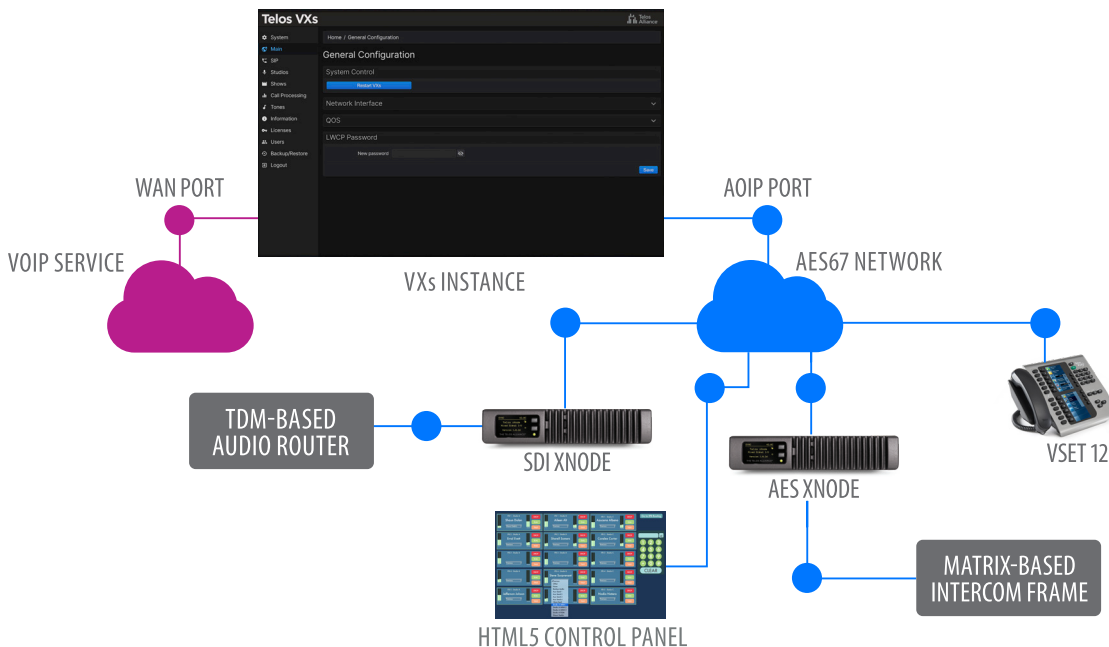 Telos VXs
Telos
Alliance
System
Main
SIP
Studios
Shows
Call Processing
Tones
Information
Licenses
Users
Backup/Restore
Logout
Home / General Configuration
General Configuration
System Control
Restart VXs
Network Interface
QOS
LWCP Password
New password
Save
WAN PORT
AOIP PORT
VOIP SERVICE
AES67 NETWORK
VXs INSTANCE
TDM-BASED
AUDIO ROUTER
SDI XNODE
AES XNODE
VSET 12
CLEAR
MATRIX-BASED
INTERCOM FRAME
HTML5 CONTROL PANEL